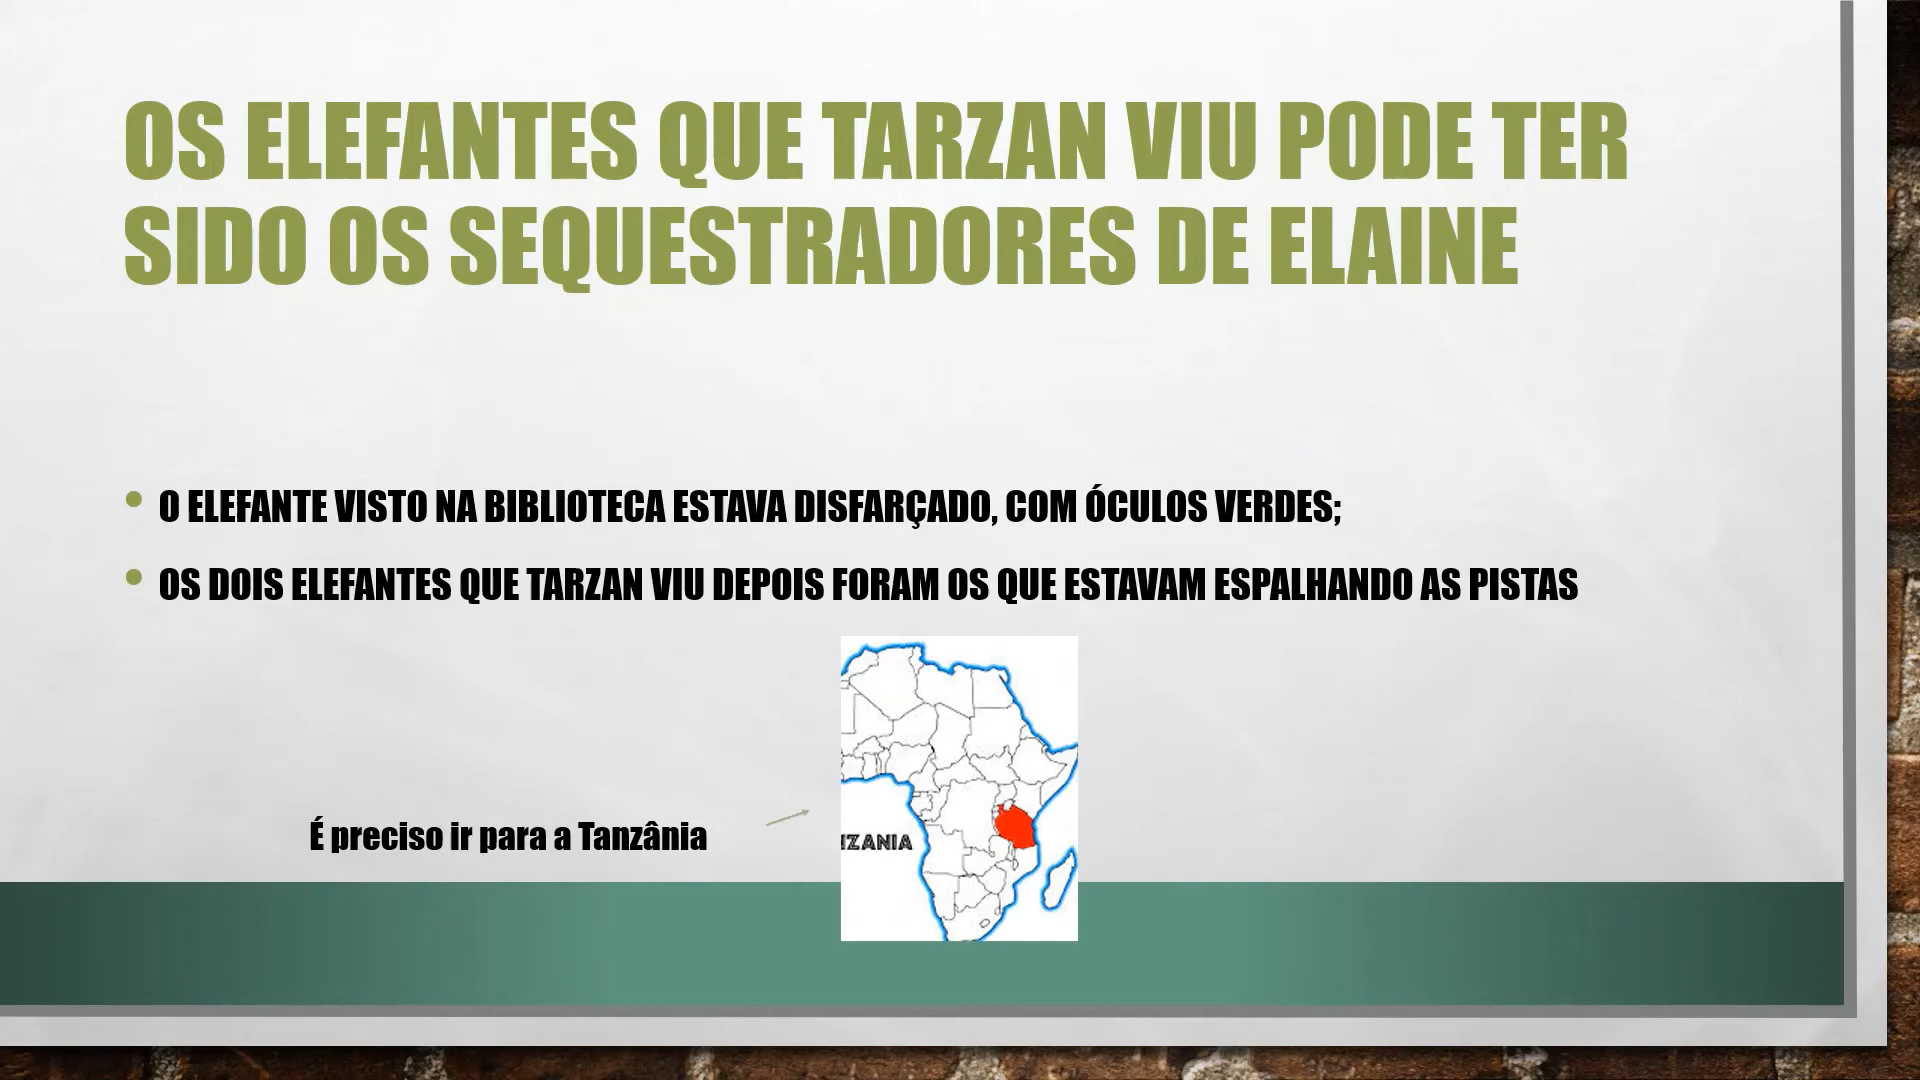 OS ELEFANTES QUE TARZAN VIU PODE TER
SIDO OS SEQUESTRADORES DE ELAINE
• O ELEFANTE VISTO NA BIBLIOTECA ESTAVA DISFARÇADO, COM ÓCULOS VERDES;
• OS DOIS ELEFANTES QUE TARZAN VIU DEPOIS FORAM OS QUE ESTAVAM ESPALHANDO AS PISTAS
É preciso ir para a Tanzânia
ZANIA